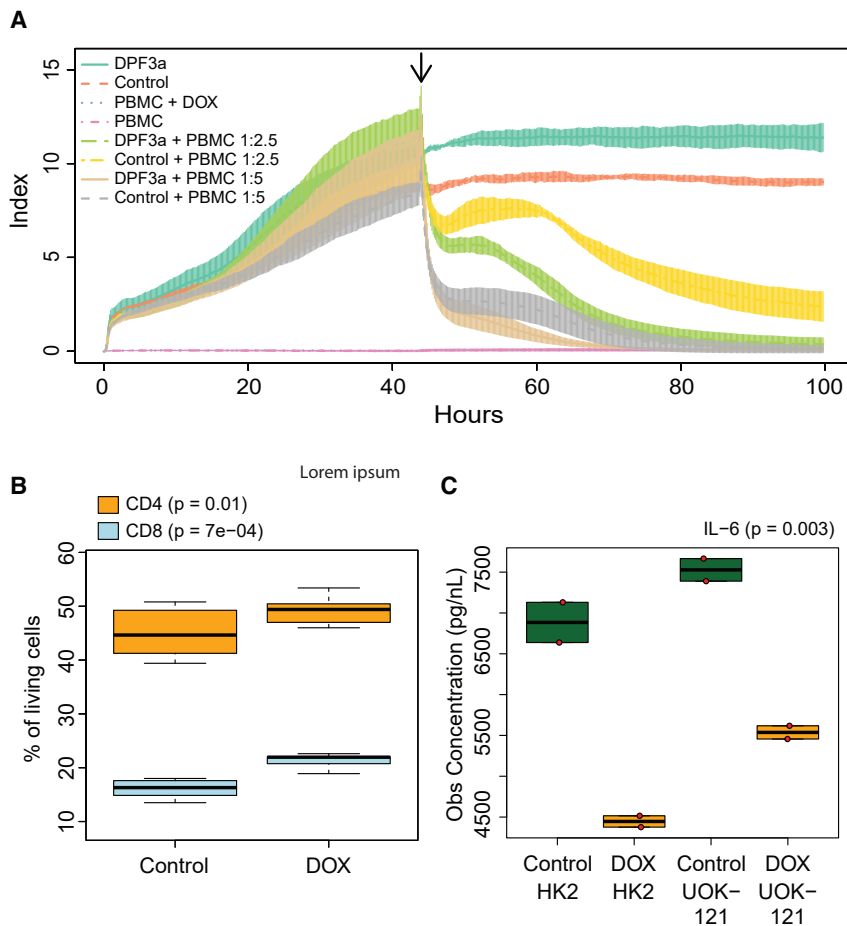 A
DPF3a
Control
PBMC + DOX
PBMC
DPF3a + PBMC 1:2.5
Control + PBMC 1:2.5
DPF3a + PBMC 1:5
Control + PBMC 1:5
Index
15
10
5
0
0 20 40 60 80 100
Hours
Lorem ipsum
B
CD4 (p = 0.01)
CD8 (p = 7e−04)
% of living cells
60
50
40
30
20
10
Control DOX
C
IL−6 (p = 0.003)
Obs Concentration (pg/nL)
7500
6500
5500
4500
Control DOX Control DOX
HK2 HK2 UOK− UOK−
121 121